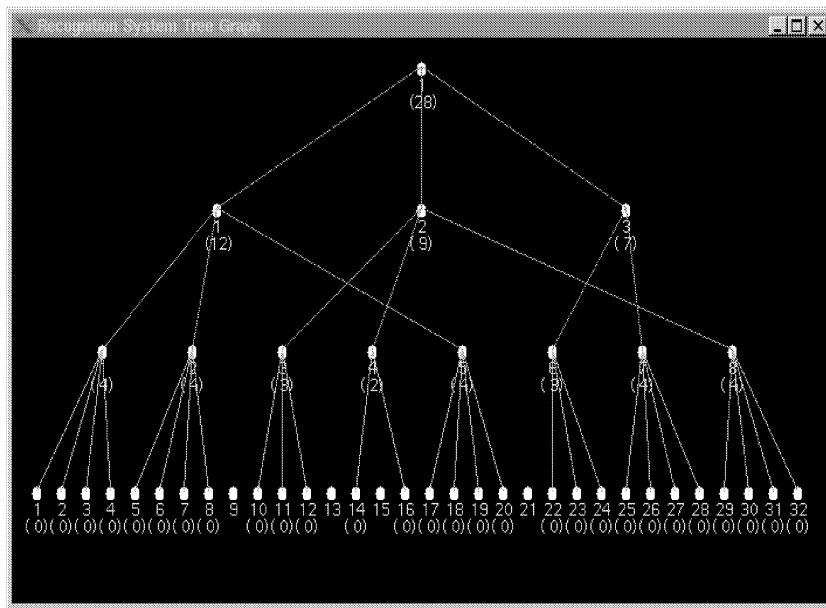 Recognition System Tree Graph
(28)
1 2 3
(12) ( 9) ( 7)
4
( 4) ( 4) ( 3) ( 2) ( 4) ( 3) ( 4) ( 4)
1 2 3 4 5 6 7 8 9 10 11 12 13 14 15 16 17 18 19 20 21 22 23 24 25 26 27 28 29 30 31 32
( 0) ( 0) ( 0) ( 0) ( 0) ( 0) ( 0) ( 0) ( 0) ( 0) ( 0) ( 0) ( 0) ( 0) ( 0) ( 0) ( 0) ( 0) ( 0) ( 0) ( 0) ( 0) ( 0) ( 0) ( 0) ( 0) ( 0) ( 0)